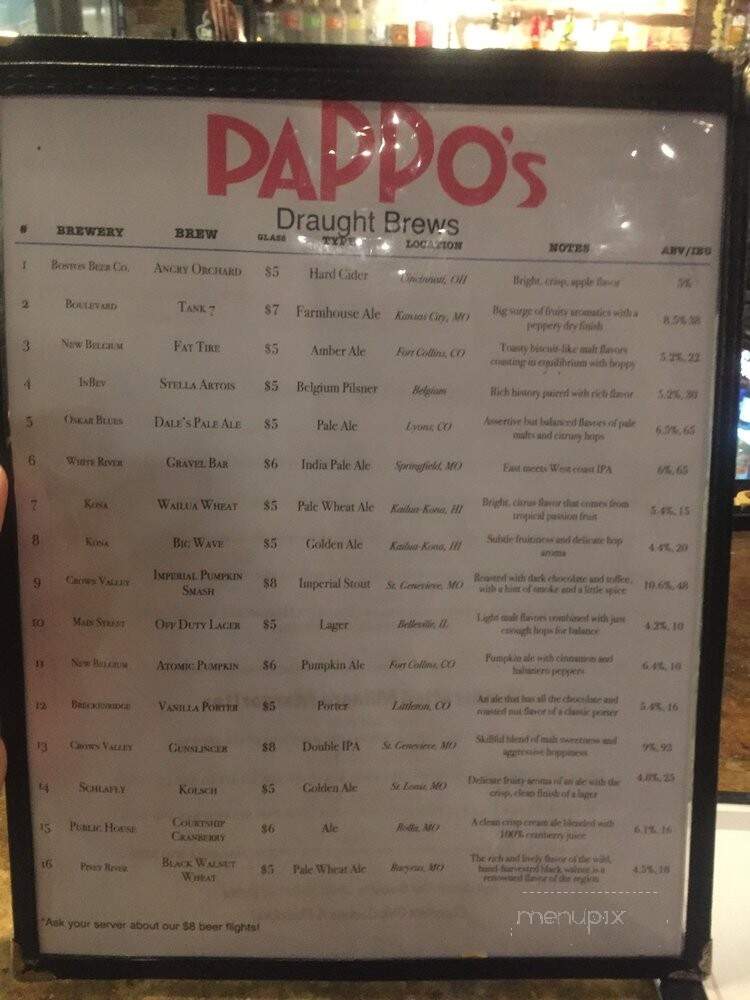 PAPPO's
Draught Brews
# BREWERY BREW GLASS TYPE LOCATION NOTES ABV/IBU
1 Boston Beer Co. Angry Orchard $5 Hard Cider Cincinnati, OH Bright, crisp, apple flavor 5%
2 Boulevard Tank 7 $7 Farmhouse Ale Kansas City, MO Big surge of fruity aromatics with a
peppery dry finish 8.5% 38
3 New Belgium Fat Tire $5 Amber Ale Fort Collins, CO Toasty biscuit-like malt flavors
coasting in equilibrium with hoppy 5.2%, 22
4 InBev Stella Artois $5 Belgium Pilsner Belgium Rich history paired with rich flavor 5.2%, 30
5 Oskar Blues Dale's Pale Ale $5 Pale Ale Lyons, CO Assertive but balanced flavors of pale
malts and citrusy hops 6.5%, 65
6 White River Gravel Bar $6 India Pale Ale Springfield, MO East meets West coast IPA 6%, 65
7 Kona Wailua Wheat $5 Pale Wheat Ale Kailua-Kona, HI Bright, citrus flavor that comes from
tropical passion fruit 5.4%, 15
8 Kona Big Wave $5 Golden Ale Kailua-Kona, HI Subtle fruitiness and delicate hop
aroma 4.4%, 20
9 Crown Valley Imperial Pumpkin
Smash $8 Imperial Stout St. Genevieve, MO Roasted with dark chocolate and toffee,
with a hint of smoke and a little spice 10.6%, 48
10 Main Street Off Duty Lager $5 Lager Belleville, IL Light malt flavors combined with just
enough hops for balance 4.2%, 10
11 New Belgium Atomic Pumpkin $6 Pumpkin Ale Fort Collins, CO Pumpkin ale with cinnamon and
habanero peppers 6.4%, 10
12 Breckenridge Vanilla Porter $5 Porter Littleton, CO An ale that has all the chocolate and
roasted nut flavor of a classic porter 5.4%, 16
13 Crown Valley Gunslinger $8 Double IPA St. Genevieve, MO Skillful blend of malt sweetness and
aggressive hoppiness 9%, 93
14 Schlafly Kolsch $5 Golden Ale St. Louis, MO Delicate fruity aroma of an ale with the
crisp, clean finish of a lager 4.8%, 25
15 Public House Courtship
Cranberry $6 Ale Rolla, MO A clean crisp cream ale blended with
100% cranberry juice 6.1%, 16
16 Piney River Black Walnut
Wheat $5 Pale Wheat Ale Bucyrus, MO The rich and lively flavor of the wild,
hand-harvested black walnut is a
renowned flavor of the region 4.5%, 18
*Ask your server about our $8 beer flights!
menupix